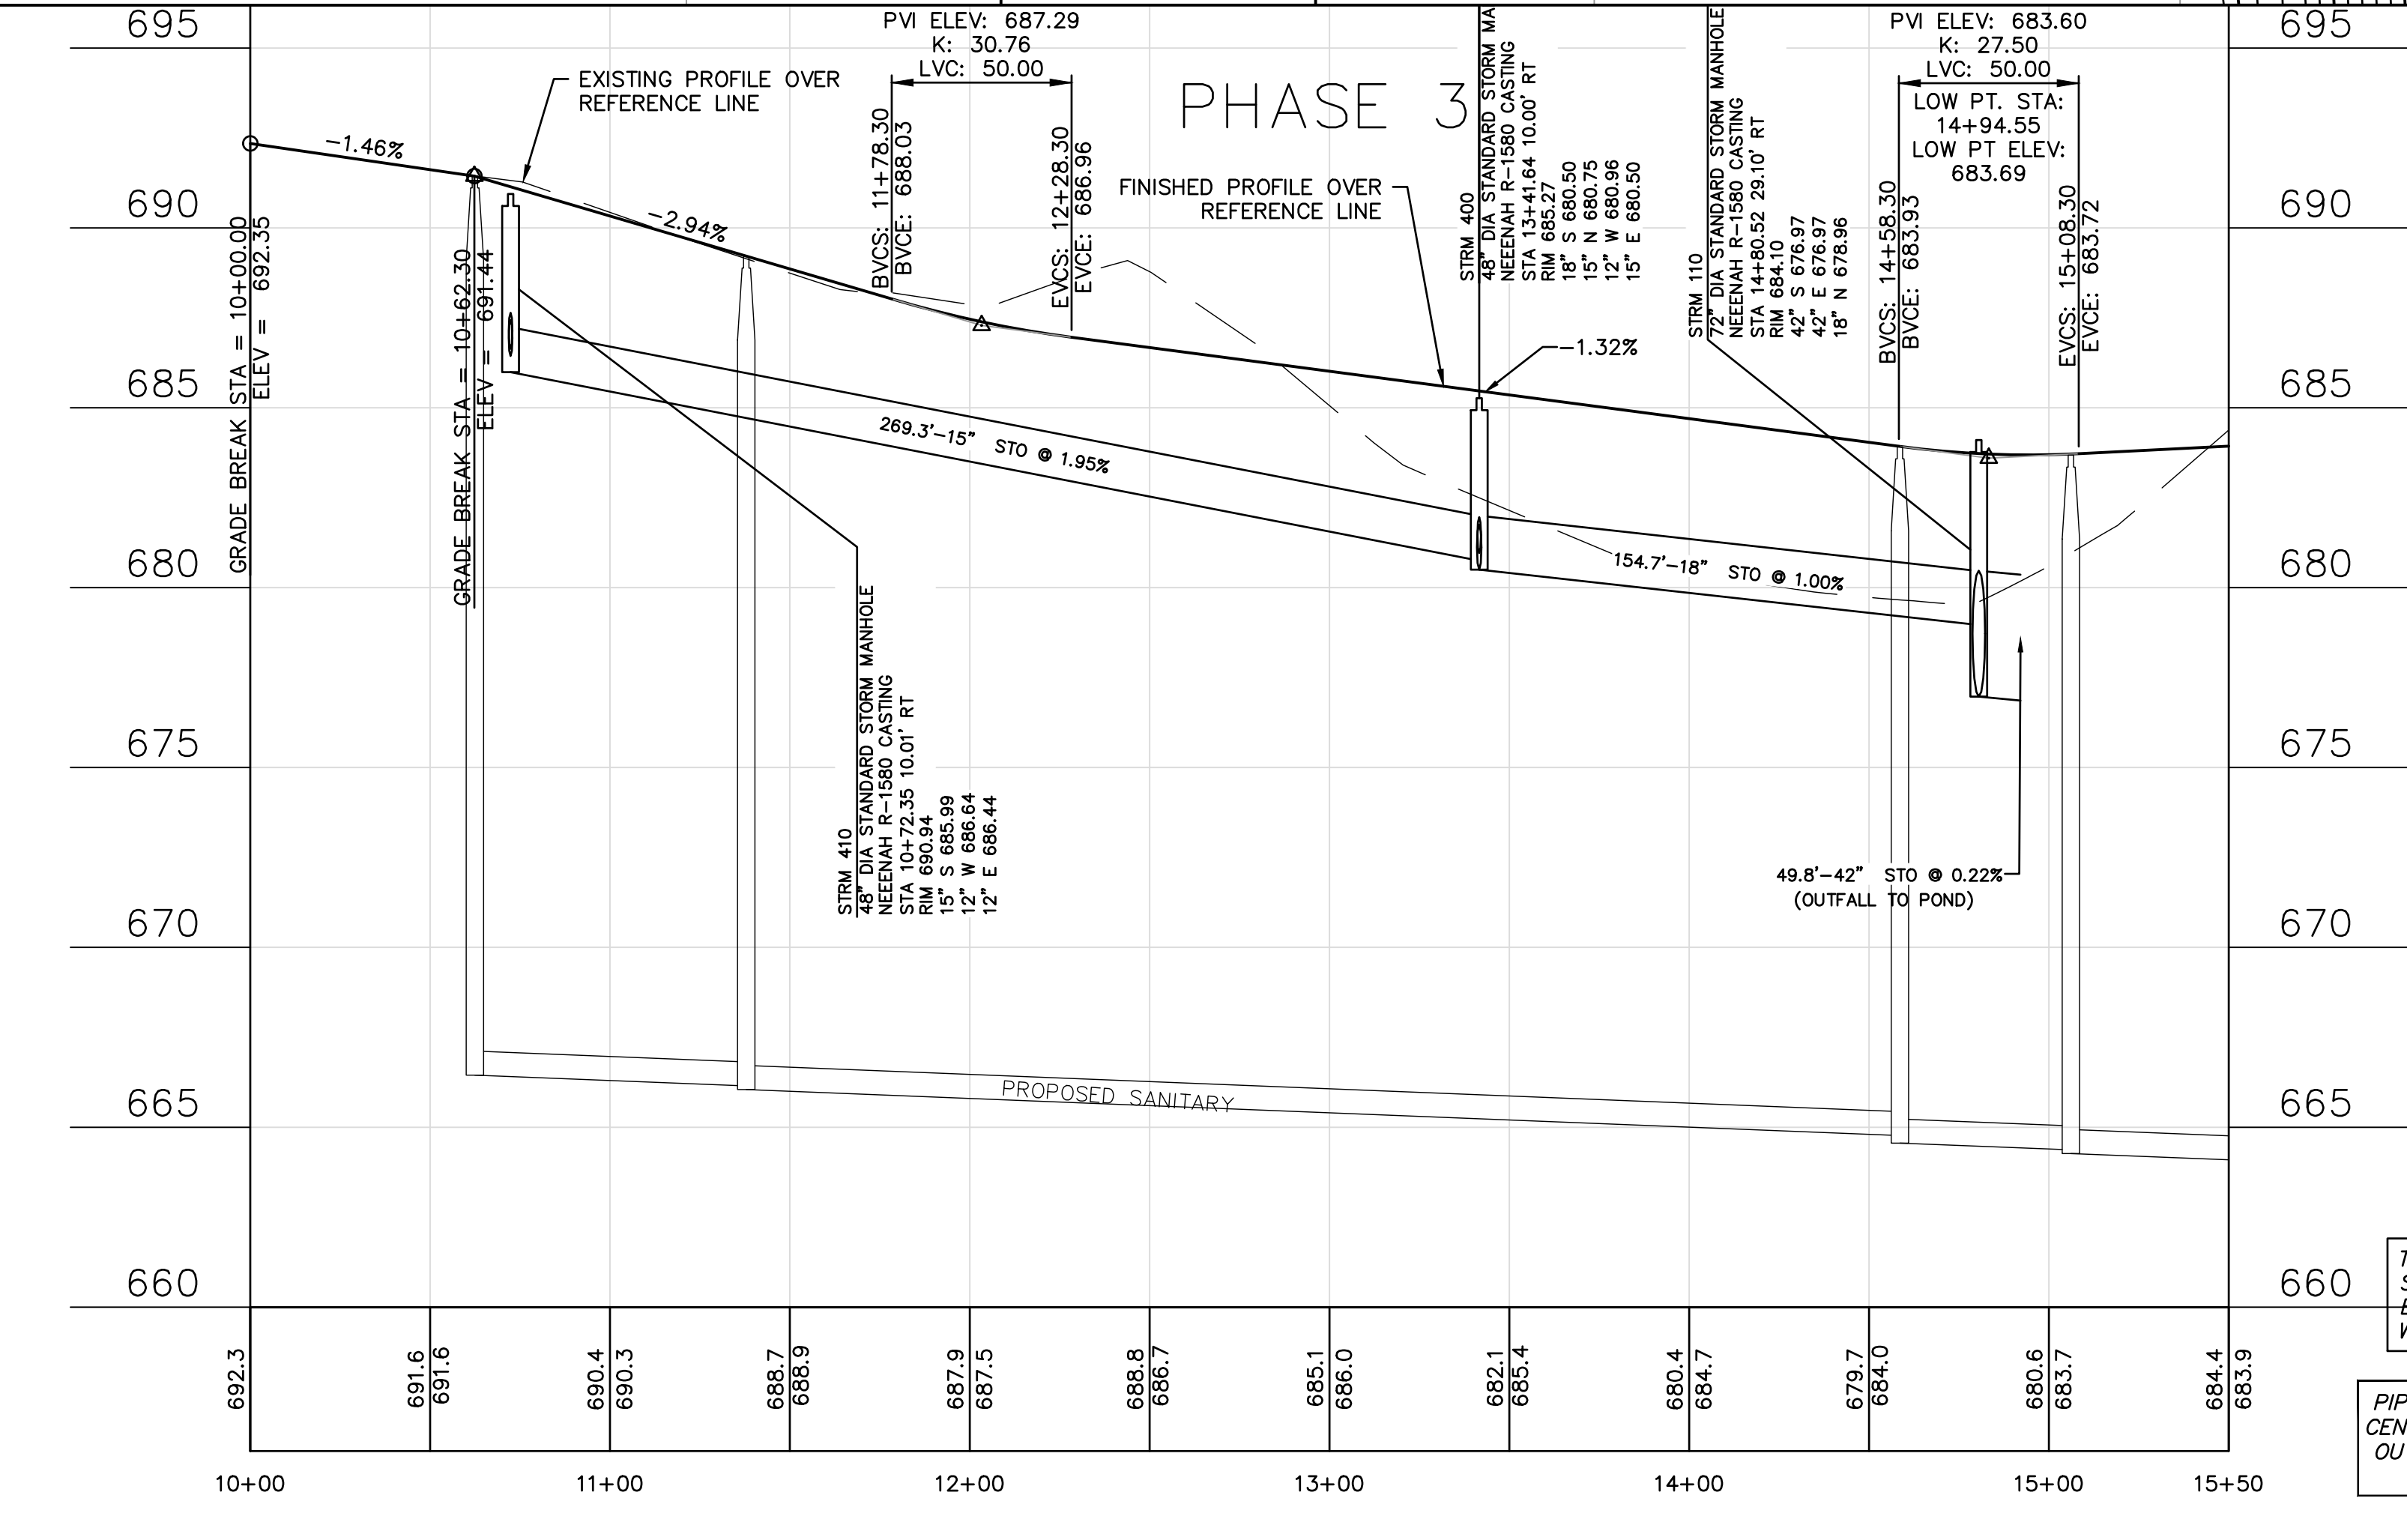 695
690
685
680
675
670
665
660
GRADE BREAK STA = 10+00.00
ELEV = 692.35
-1.46%
GRADE BREAK STA = 10+62.30
ELEV = 691.44
EXISTING PROFILE OVER
REFERENCE LINE
-2.94%
PVI ELEV: 687.29
K: 30.76
LVC: 50.00
BVCS: 11+78.30
BVCE: 688.03
EVCS: 12+28.30
EVCE: 686.96
PHASE 3
FINISHED PROFILE OVER
REFERENCE LINE
STRM 400
48" DIA STANDARD STORM MA
NEENAH R-1580 CASTING
STA 13+41.64 10.00' RT
RIM 685.27
18" S 680.50
15" N 680.75
12" W 680.96
15" E 680.50
-1.32%
STRM 110
72" DIA STANDARD STORM MANHOLE
NEENAH R-1580 CASTING
STA 14+80.52 29.10' RT
RIM 684.10
42" S 676.97
42" E 676.97
18" N 678.96
PVI ELEV: 683.60
K: 27.50
LVC: 50.00
LOW PT. STA:
14+94.55
LOW PT ELEV:
683.69
BVCS: 14+58.30
BVCE: 683.93
EVCS: 15+08.30
EVCE: 683.72
269.3'-15" STO @ 1.95%
154.7'-18" STO @ 1.00%
STRM 410
48" DIA STANDARD STORM MANHOLE
NEENAH R-1580 CASTING
STA 10+72.35 10.01' RT
RIM 690.94
15" S 685.99
12" W 686.64
12" E 686.44
49.8'-42" STO @ 0.22%
(OUTFALL TO POND)
PROPOSED SANITARY
695
690
685
680
675
670
665
660
PIP
CEN
OU
692.3
691.6
691.6
690.4
690.3
688.7
688.9
687.9
687.5
688.8
686.7
685.1
686.0
682.1
685.4
680.4
684.7
679.7
684.0
680.6
683.7
684.4
683.9
10+00
11+00
12+00
13+00
14+00
15+00
15+50